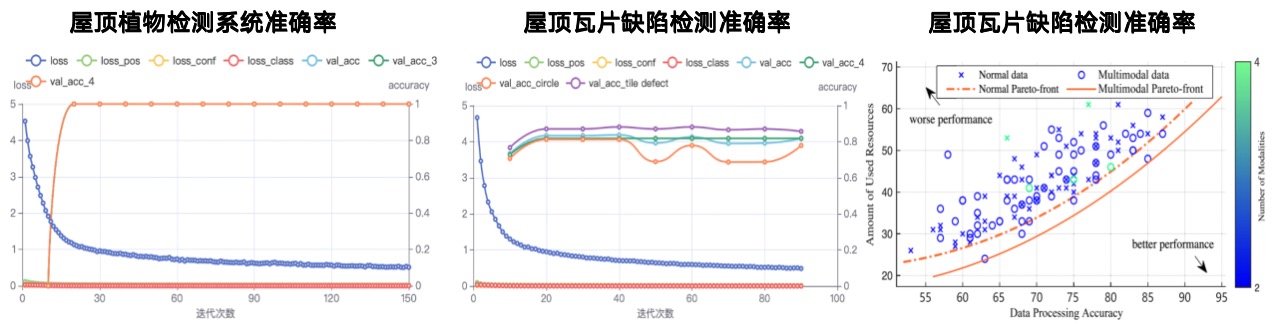 屋顶植物检测系统准确率
loss loss_pos loss_conf loss_class val_acc val_acc_3
val_acc_4
loss
accuracy
5
4
3
2
1
0
1
0.8
0.6
0.4
0.2
0
0 30 60 90 120 150
迭代次数
屋顶瓦片缺陷检测准确率
loss loss_pos loss_conf loss_class val_acc val_acc_4
val_acc_circle val_acc_tile defect
loss
accuracy
5
4
3
2
1
0
1
0.8
0.6
0.4
0.2
0
0 20 40 60 80 100
迭代次数
屋顶瓦片缺陷检测准确率
Normal data Multimodal data
Normal Pareto-front Multimodal Pareto-front
worse performance
better performance
Amount of Used Resources
70
60
50
40
30
20
55 60 65 70 75 80 85 90 95
Data Processing Accuracy
4
2
Number of Modalities